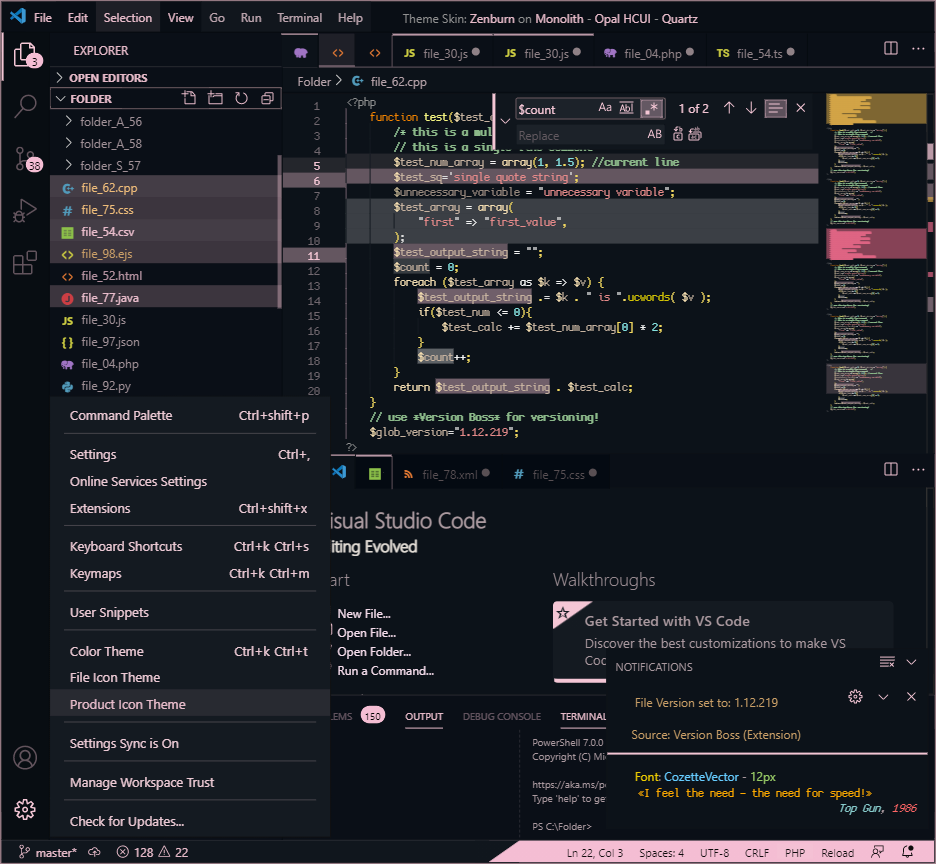 File Edit Selection View Go Run Terminal Help
Theme Skin: Zenburn on Monolith - Opal HCUI - Quartz
3
38
EXPLORER
OPEN EDITORS
FOLDER
folder_A_56
folder_A_58
folder_S_57
file_62.cpp
file_75.css
file_54.csv
file_98.ejs
file_52.html
file_77.java
file_30.js
file_97.json
file_04.php
file_92.py
JS file_30.js JS file_30.js file_04.php TS file_54.ts
Folder > file_62.cpp
$count Aa Abl .* 1 of 2
Replace AB
1 <?php
2 function test($test_
3 /* this is a mul
4 // this is a single
5 $test_num_array = array(1, 1.5); //current line
6 $test_sq='single quote string';
7 $unnecessary_variable = "unnecessary variable";
8 $test_array = array(
9 "first" => "first_value",
10 );
11 $test_output_string = "";
12 $count = 0;
13 foreach ($test_array as $k => $v) {
14 $test_output_string .= $k . " is ".ucwords( $v );
15 if($test_num <= 0){
16 $test_calc += $test_num_array[0] * 2;
17 }
18 $count++;
19 }
20 return $test_output_string . $test_calc;
}
// use *Version Boss* for versioning!
$glob_version="1.12.219";
?>
file_78.xml # file_75.css
isual Studio Code
iting Evolved
art
New File...
Open File...
Open Folder...
Run a Command...
Walkthroughs
Get Started with VS Code
Discover the best customizations to make VS
Coc
Command Palette Ctrl+shift+p
Settings Ctrl+,
Online Services Settings
Extensions Ctrl+shift+x
Keyboard Shortcuts Ctrl+k Ctrl+s
Keymaps Ctrl+k Ctrl+m
User Snippets
Color Theme Ctrl+k Ctrl+t
File Icon Theme
Product Icon Theme
Settings Sync is On
Manage Workspace Trust
Check for Updates...
LEMS 150 OUTPUT DEBUG CONSOLE TERMINAL
PowerShell 7.0.0
Copyright (C) Mi
https://aka.ms/p
Type 'help' to ge
PS C:\Folder>
NOTIFICATIONS
File Version set to: 1.12.219
Source: Version Boss (Extension)
Font: CozetteVector - 12px
«I feel the need - the need for speed!»
Top Gun, 1986
master* 128 22
Ln 22, Col 3 Spaces: 4 UTF-8 CRLF PHP Reload